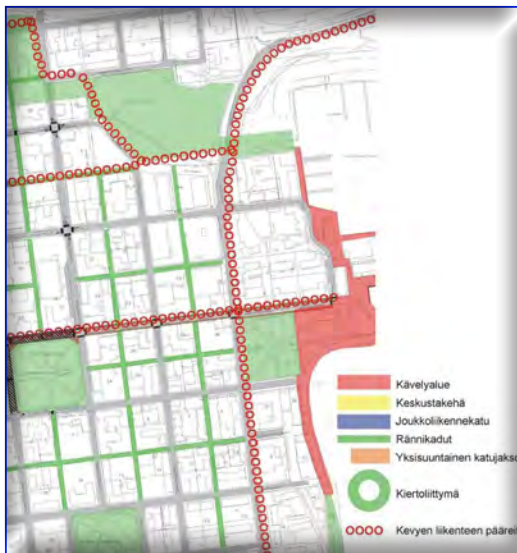 Kävelyalue
Keskustakehä
Joukkoliikennekatu
Rännikadut
Yksisuuntainen katujakso
Kiertoliittymä
Kevyen liikenteen pääreit